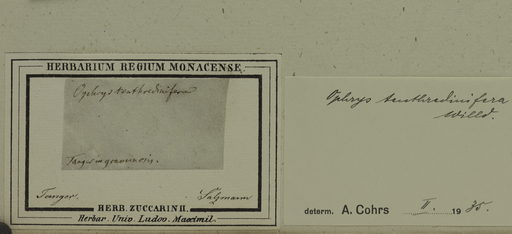 HERBARIUM REGIUM MONACENSE.
Ophrys tenthredinifera
Tanger.
Salzmann
HERB. ZUCCARINII.
Herbar. Univ. Ludov. Maximil.
Ophrys tenthredinifera
Willd.
determ. A. Cohrs II. 1935.